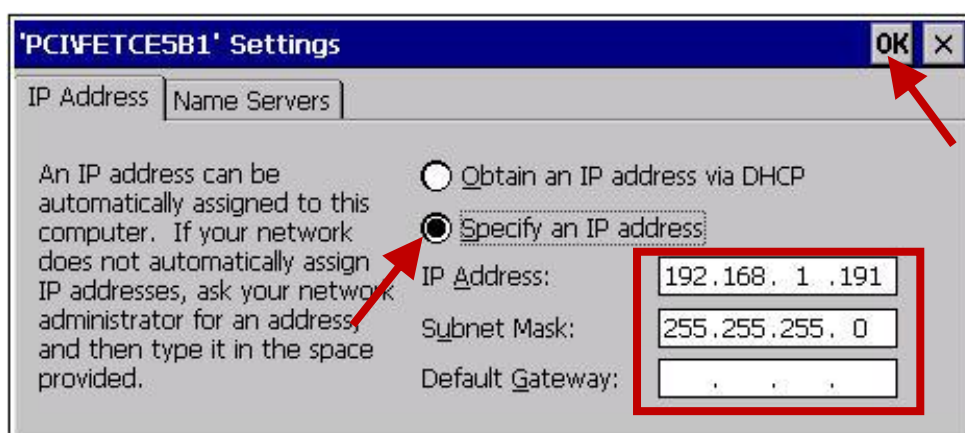 'PCI\FETCE5B1' Settings
OK ×
IP Address Name Servers
An IP address can be
automatically assigned to this
computer. If your network
does not automatically assign
IP addresses, ask your network
administrator for an address,
and then type it in the space
provided.
Obtain an IP address via DHCP
Specify an IP address
IP Address: 192.168. 1 .191
Subnet Mask: 255.255.255. 0
Default Gateway: . . .